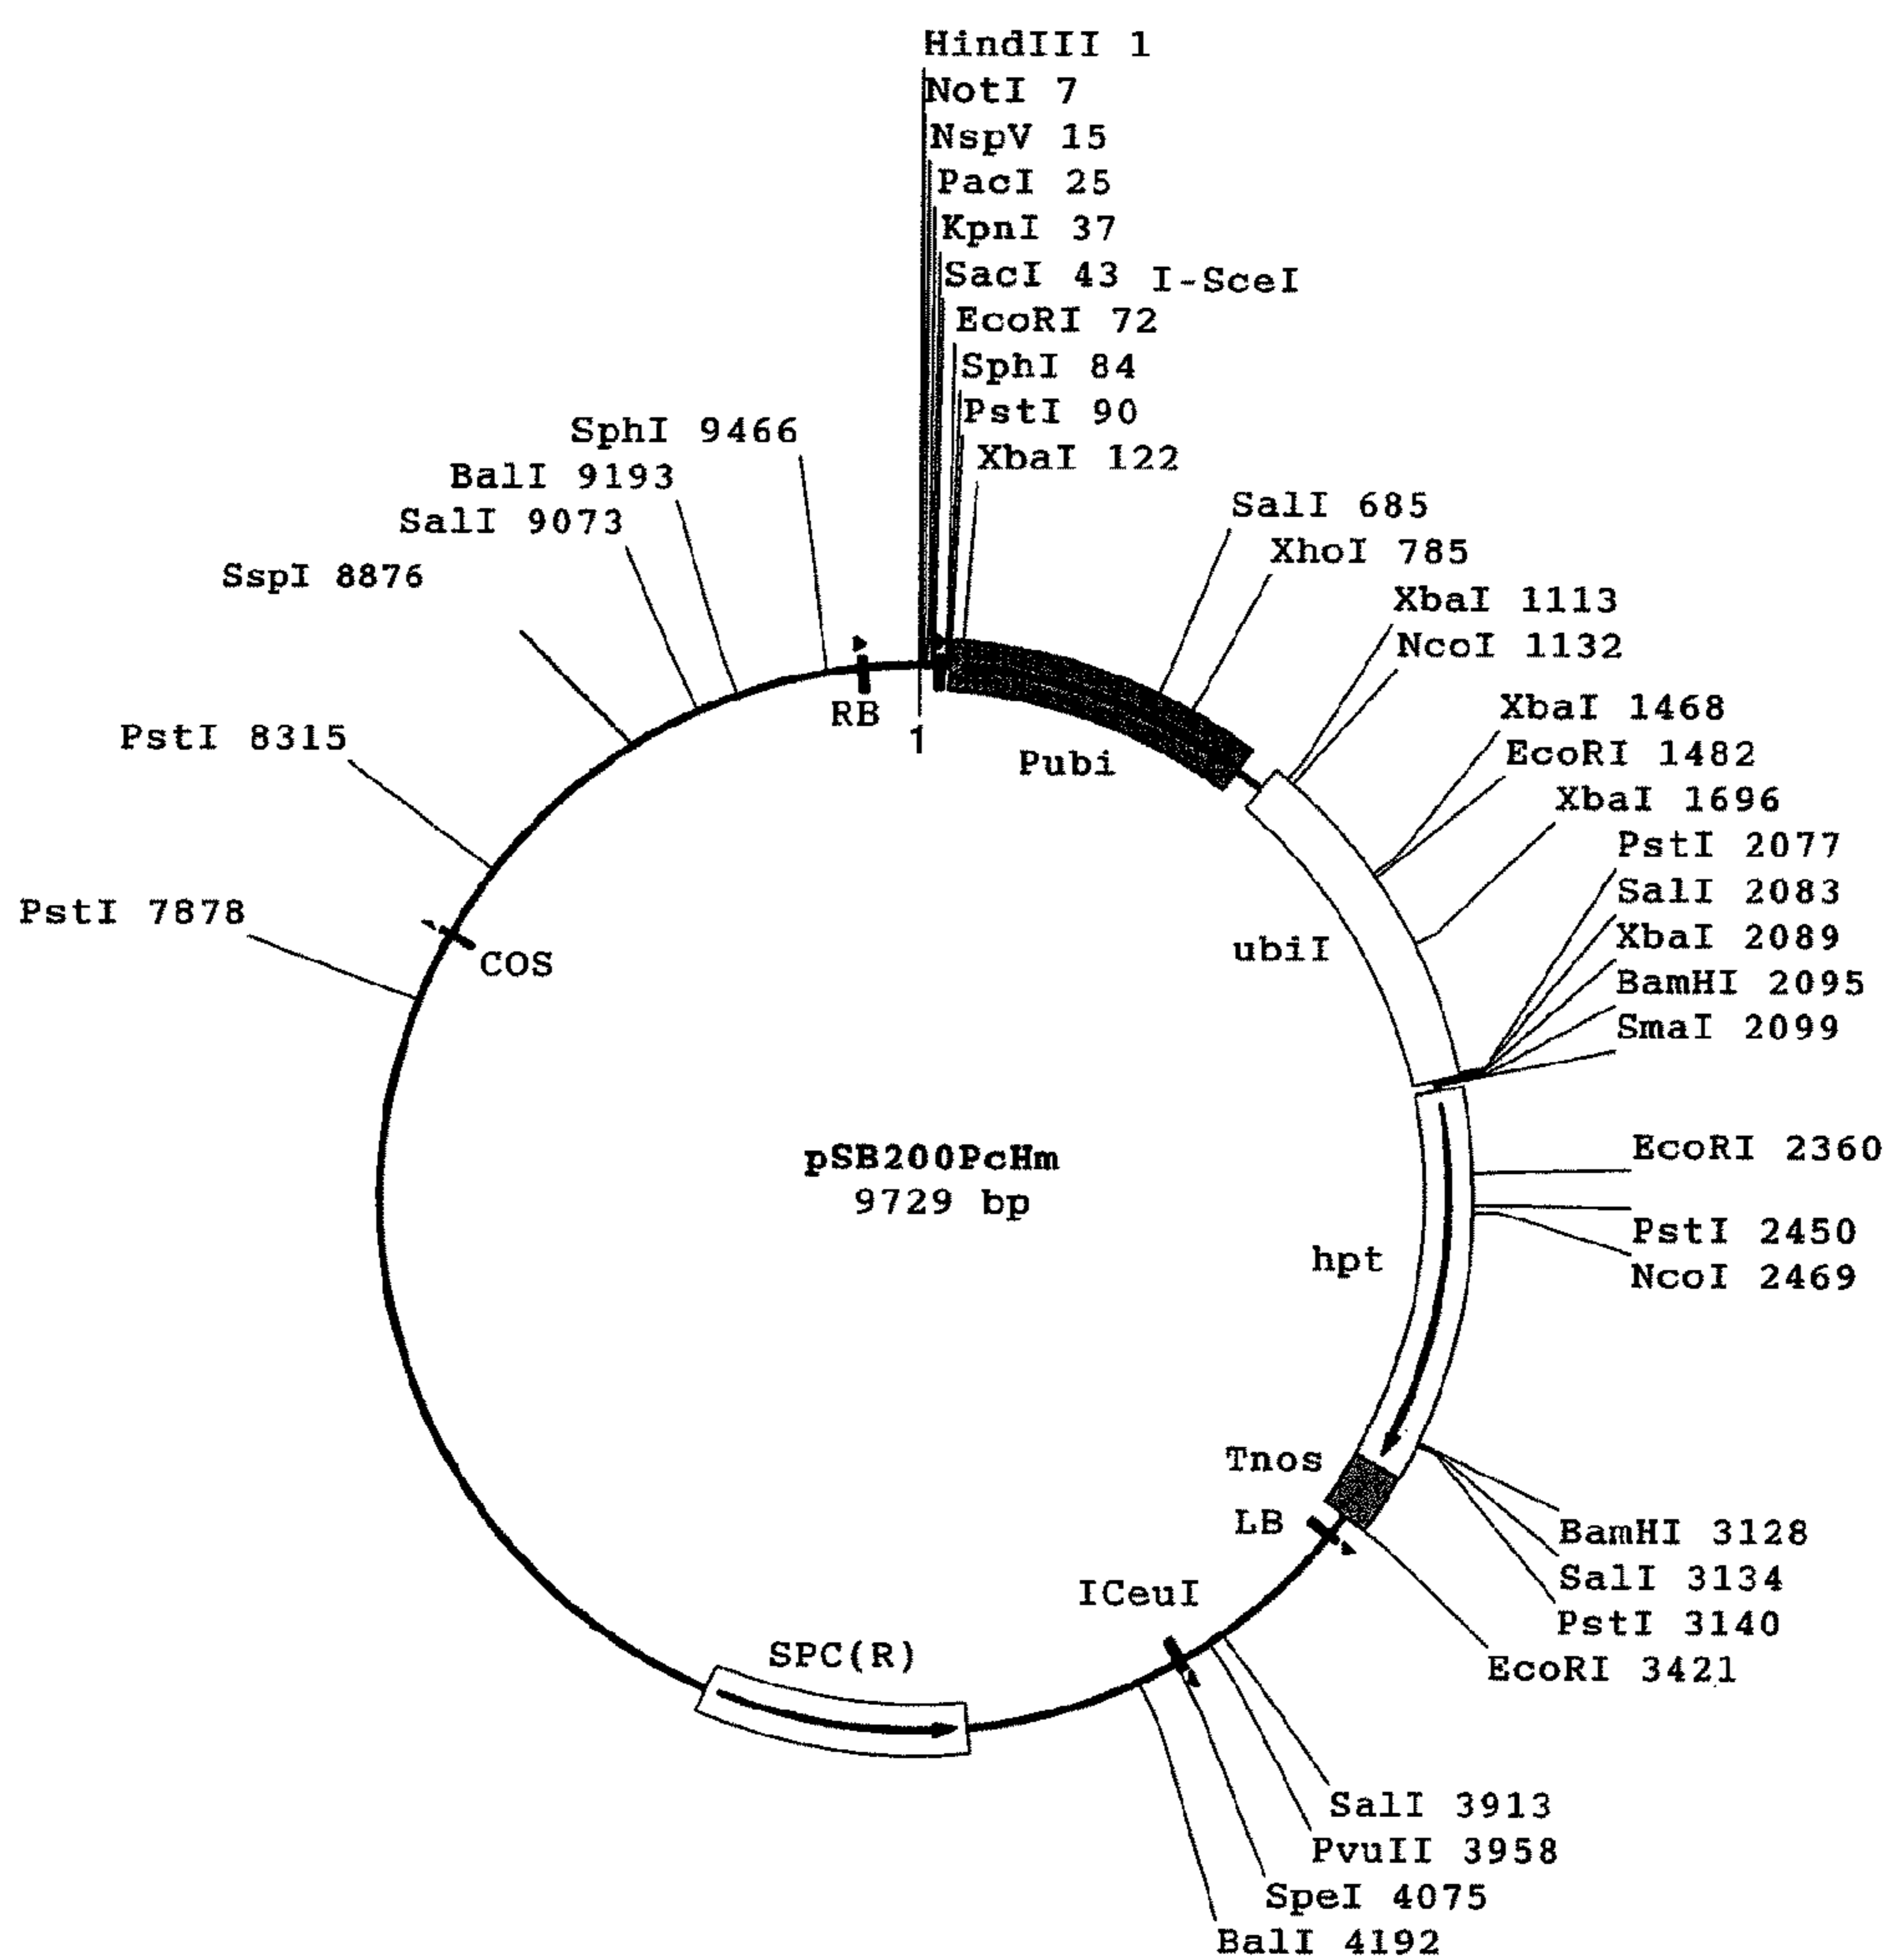 HindIII 1
NotI 7
NspV 15
PacI 25
KpnI 37
SacI 43 I-SceI
EcoRI 72
SphI 84
PstI 90
XbaI 122
SalI 685
XhoI 785
XbaI 1113
NcoI 1132
XbaI 1468
EcoRI 1482
XbaI 1696
PstI 2077
SalI 2083
XbaI 2089
BamHI 2095
SmaI 2099
EcoRI 2360
PstI 2450
NcoI 2469
BamHI 3128
SalI 3134
PstI 3140
EcoRI 3421
SalI 3913
PvuII 3958
SpeI 4075
BalI 4192
PstI 7878
PstI 8315
SspI 8876
SalI 9073
BalI 9193
SphI 9466
RB
1
Pubi
ubiI
hpt
Tnos
LB
ICeuI
SPC(R)
COS
pSB200PcHm
9729 bp